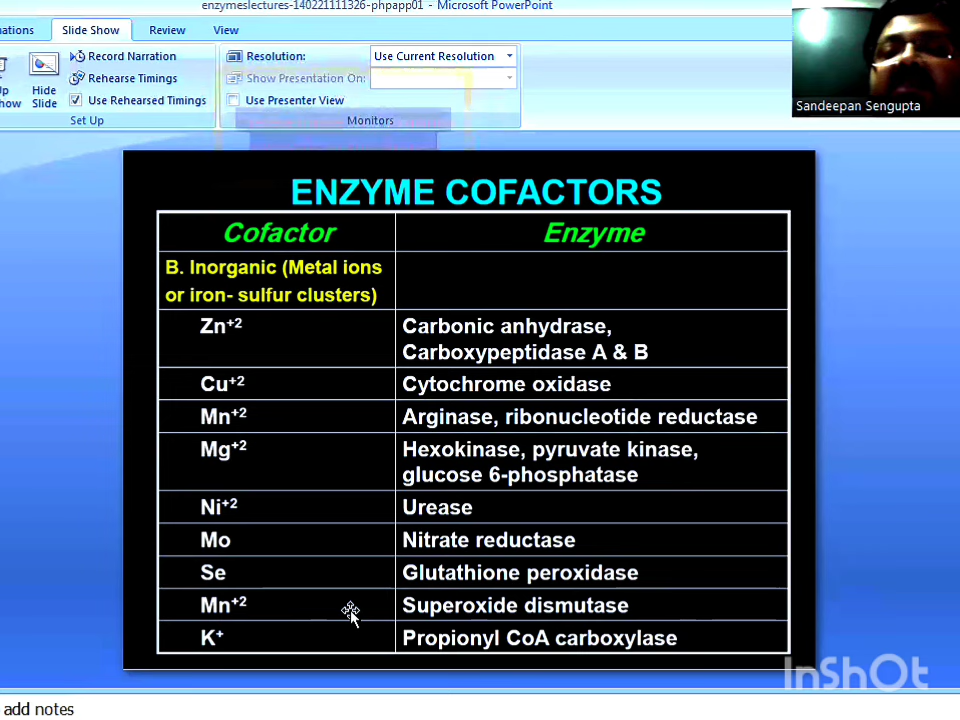 enzymeslectures-140221111326-phpapp01 - Microsoft PowerPoint
Slide Show Review View
Record Narration
Rehearse Timings
Use Rehearsed Timings
Hide
Slide
Set Up
Resolution: Use Current Resolution
Show Presentation On:
Use Presenter View
Monitors
Sandeepan Sengupta
ENZYME COFACTORS
Cofactor Enzyme
B. Inorganic (Metal ions
or iron- sulfur clusters)
Zn+2 Carbonic anhydrase,
Carboxypeptidase A & B
Cu+2 Cytochrome oxidase
Mn+2 Arginase, ribonucleotide reductase
Mg+2 Hexokinase, pyruvate kinase,
glucose 6-phosphatase
Ni+2 Urease
Mo Nitrate reductase
Se Glutathione peroxidase
Mn+2 Superoxide dismutase
K+ Propionyl CoA carboxylase
InShOt
add notes